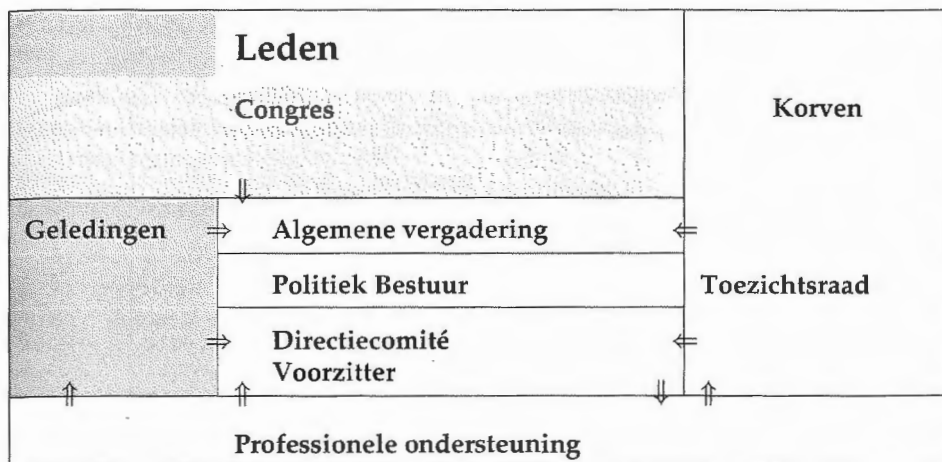 Leden
Congres
Korven
⇓
Geledingen ⇒ Algemene vergadering ⇐
Politiek Bestuur
Toezichtsraad
⇒ Directiecomité ⇐
Voorzitter
⇑ ⇑ ⇓ ⇑
Professionele ondersteuning